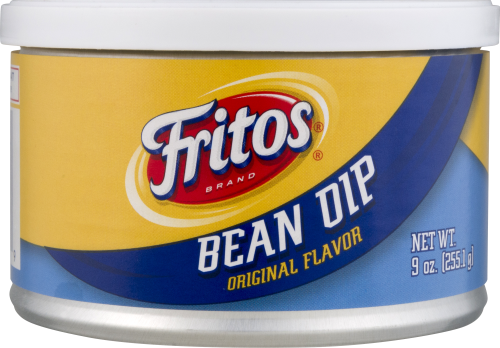 Fritos®
®
BRAND
BEAN DIP
ORIGINAL FLAVOR
NET WT.
9 oz. (255.1 g)